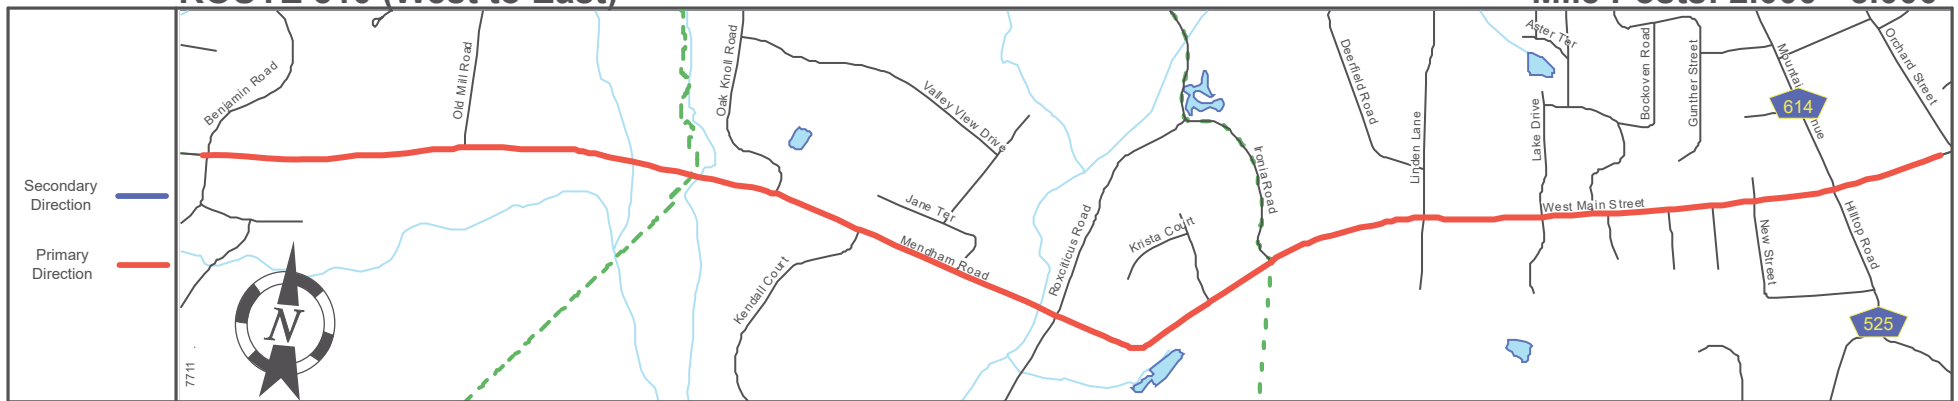 Secondary
Direction
Primary
Direction
Benjamin Road
Old Mill Road
Oak Knoll Road
Valley View Drive
Jane Ter
Kendall Court
Mendham Road
Roxciticus Road
Krista Court
Ironia Road
Deerfield Road
Linden Lane
Lake Drive
Aster Ter
Bockoven Road
Gunther Street
614
Orchard Street
West Main Street
New Street
Hilltop Road
525
N
7711